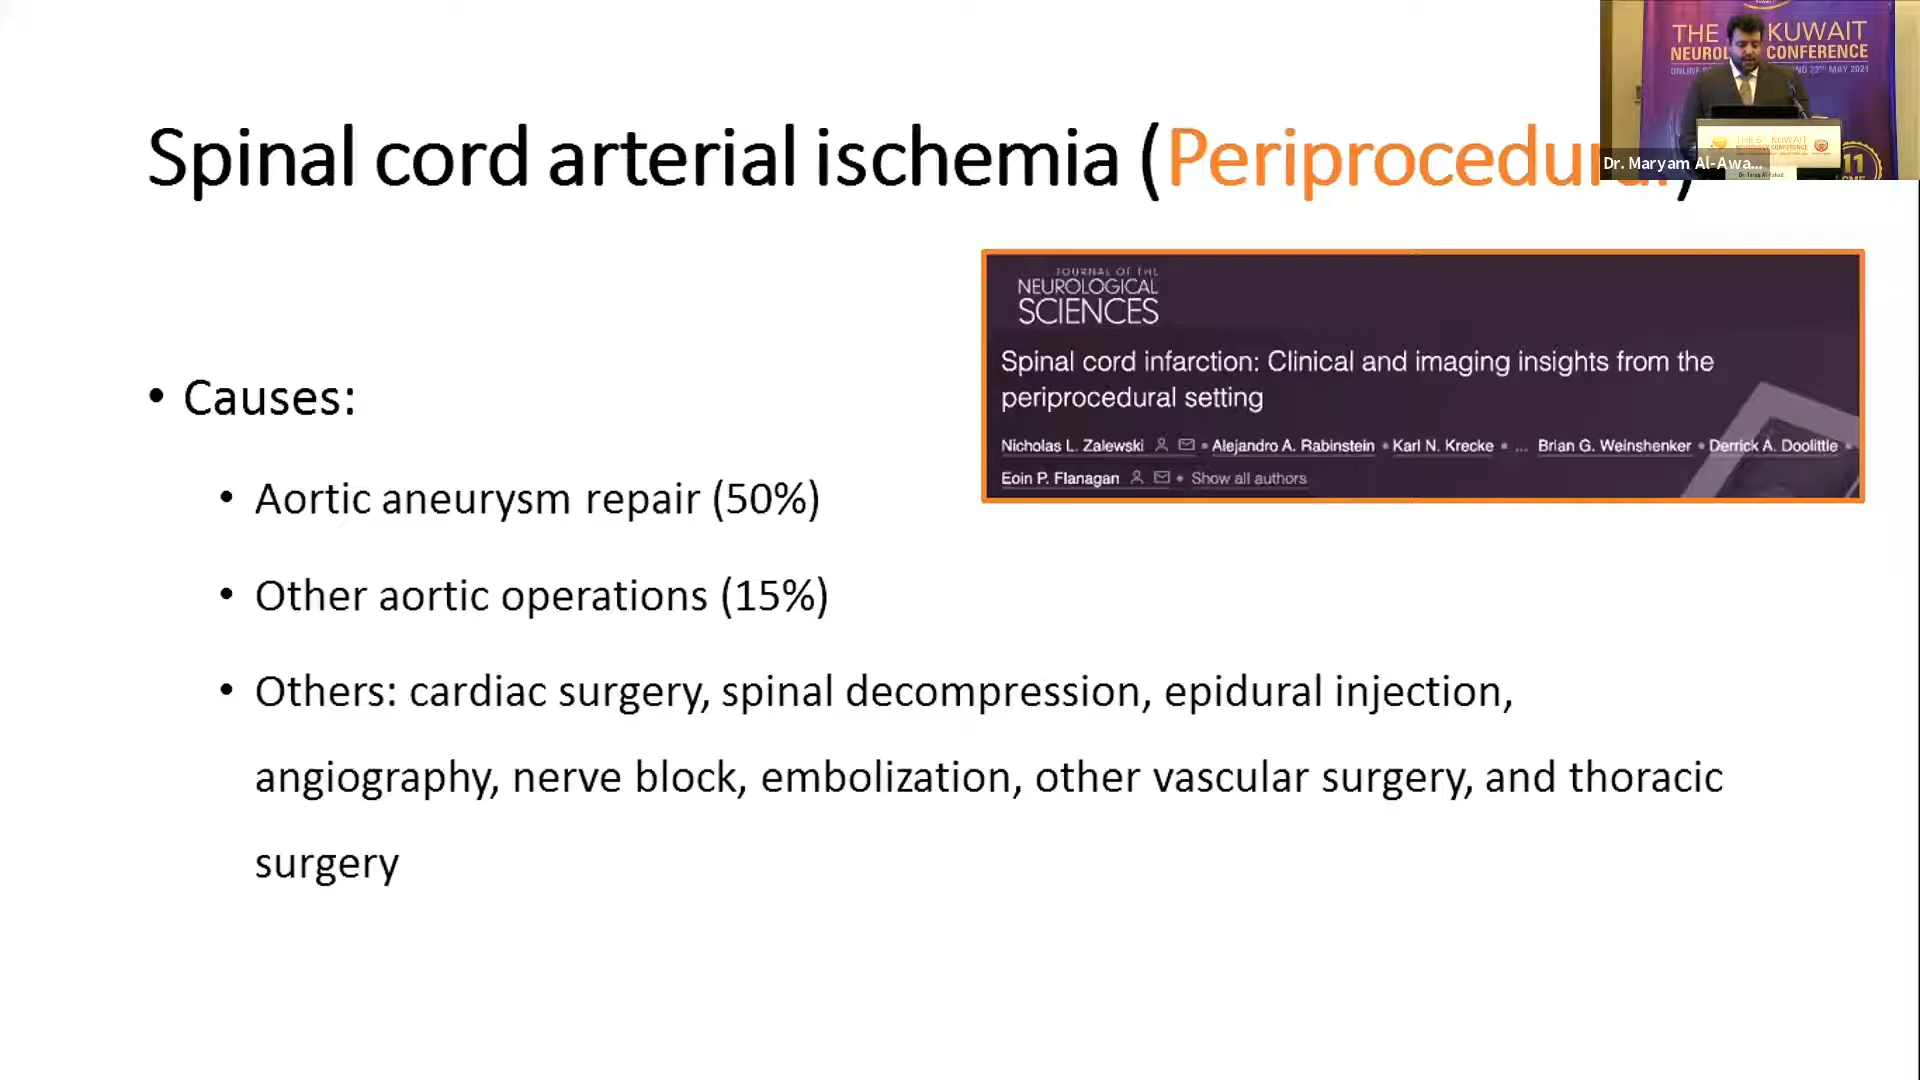 Spinal cord arterial ischemia (Periprocedural)
THE KUWAIT
CONFERENCE
Dr. Maryam Al-Awa...
11
JOURNAL OF THE
NEUROLOGICAL
SCIENCES
Spinal cord infarction: Clinical and imaging insights from the
periprocedural setting
Nicholas L. Zalewski • Alejandro A. Rabinstein • Karl N. Krecke • ... Brian G. Weinshenker • Derrick A. Doolittle •
Eoin P. Flanagan • Show all authors
• Causes:
• Aortic aneurysm repair (50%)
• Other aortic operations (15%)
• Others: cardiac surgery, spinal decompression, epidural injection,
angiography, nerve block, embolization, other vascular surgery, and thoracic
surgery